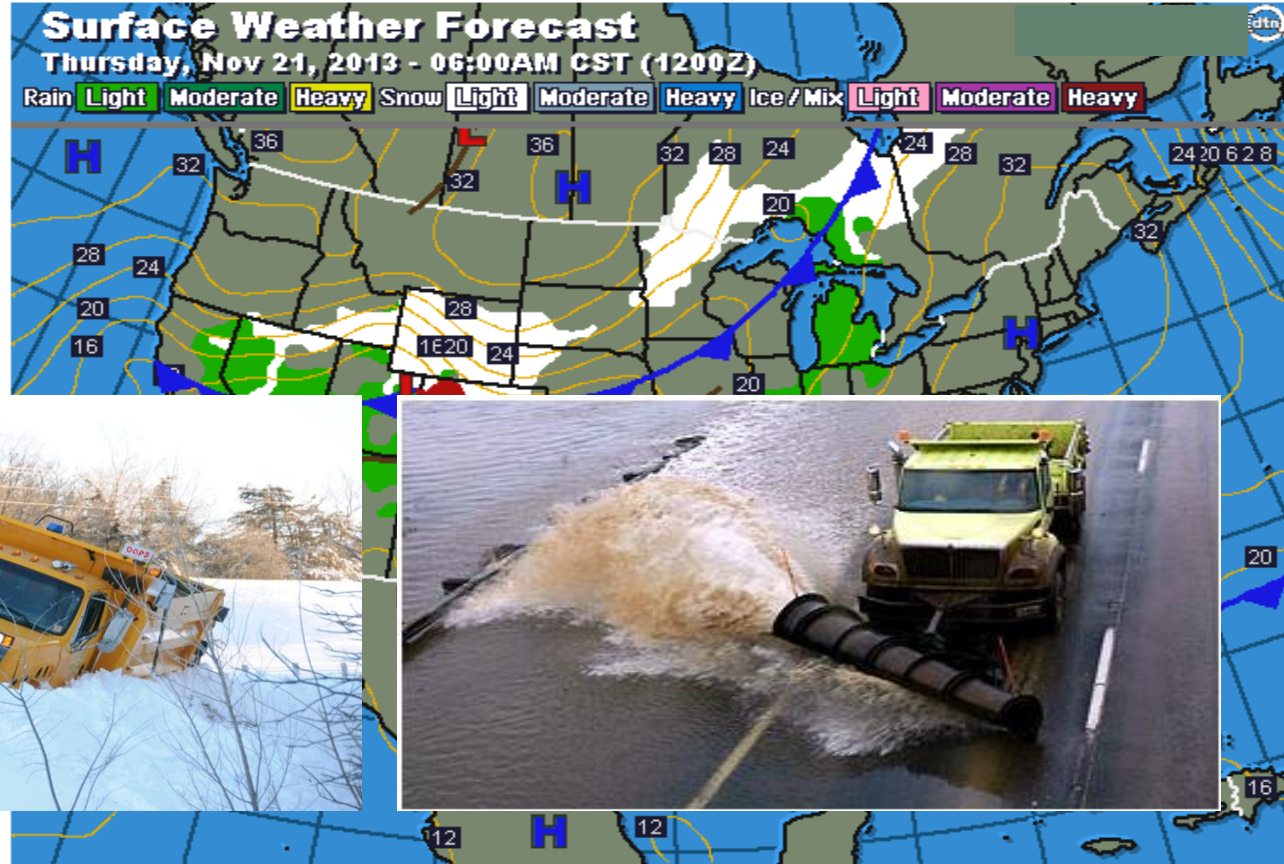 Surface Weather Forecast
dtn
Thursday, Nov 21, 2013 - 06:00AM CST (1200Z)
Rain Light Moderate Heavy Snow Light Moderate Heavy Ice / Mix Light Moderate Heavy
H 32 36 L 32 36 H 32 28 24 24 28 32 24 20 6 2 8
20
32
28
24
20 28 H
16 16 20 24
20
L
OOPS
20
16
12 H 12